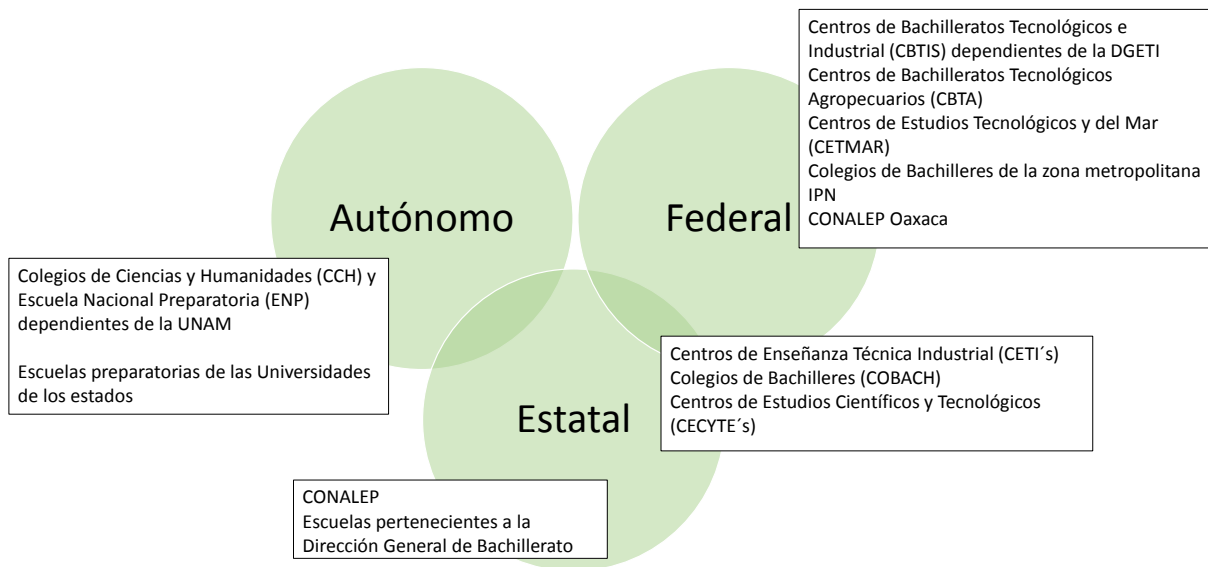 Centros de Bachilleratos Tecnológicos e
Industrial (CBTIS) dependientes de la DGETI
Centros de Bachilleratos Tecnológicos
Agropecuarios (CBTA)
Centros de Estudios Tecnológicos y del Mar
(CETMAR)
Colegios de Bachilleres de la zona metropolitana
IPN
CONALEP Oaxaca
Autónomo
Federal
Colegios de Ciencias y Humanidades (CCH) y
Escuela Nacional Preparatoria (ENP)
dependientes de la UNAM
Escuelas preparatorias de las Universidades
de los estados
Centros de Enseñanza Técnica Industrial (CETI´s)
Colegios de Bachilleres (COBACH)
Centros de Estudios Científicos y Tecnológicos
(CECYTE´s)
Estatal
CONALEP
Escuelas pertenecientes a la
Dirección General de Bachillerato